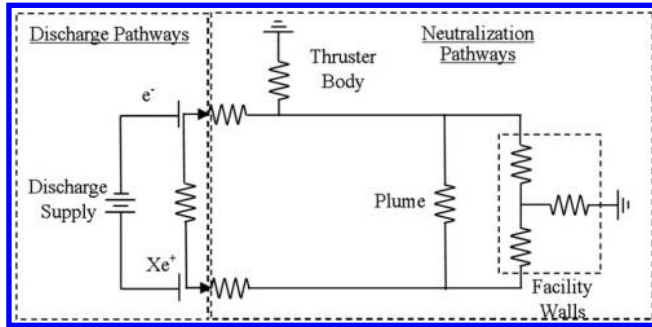 Discharge Pathways
Neutralization
Pathways
Thruster
Body
e-
Discharge
Supply
Plume
Xe+
Facility
Walls